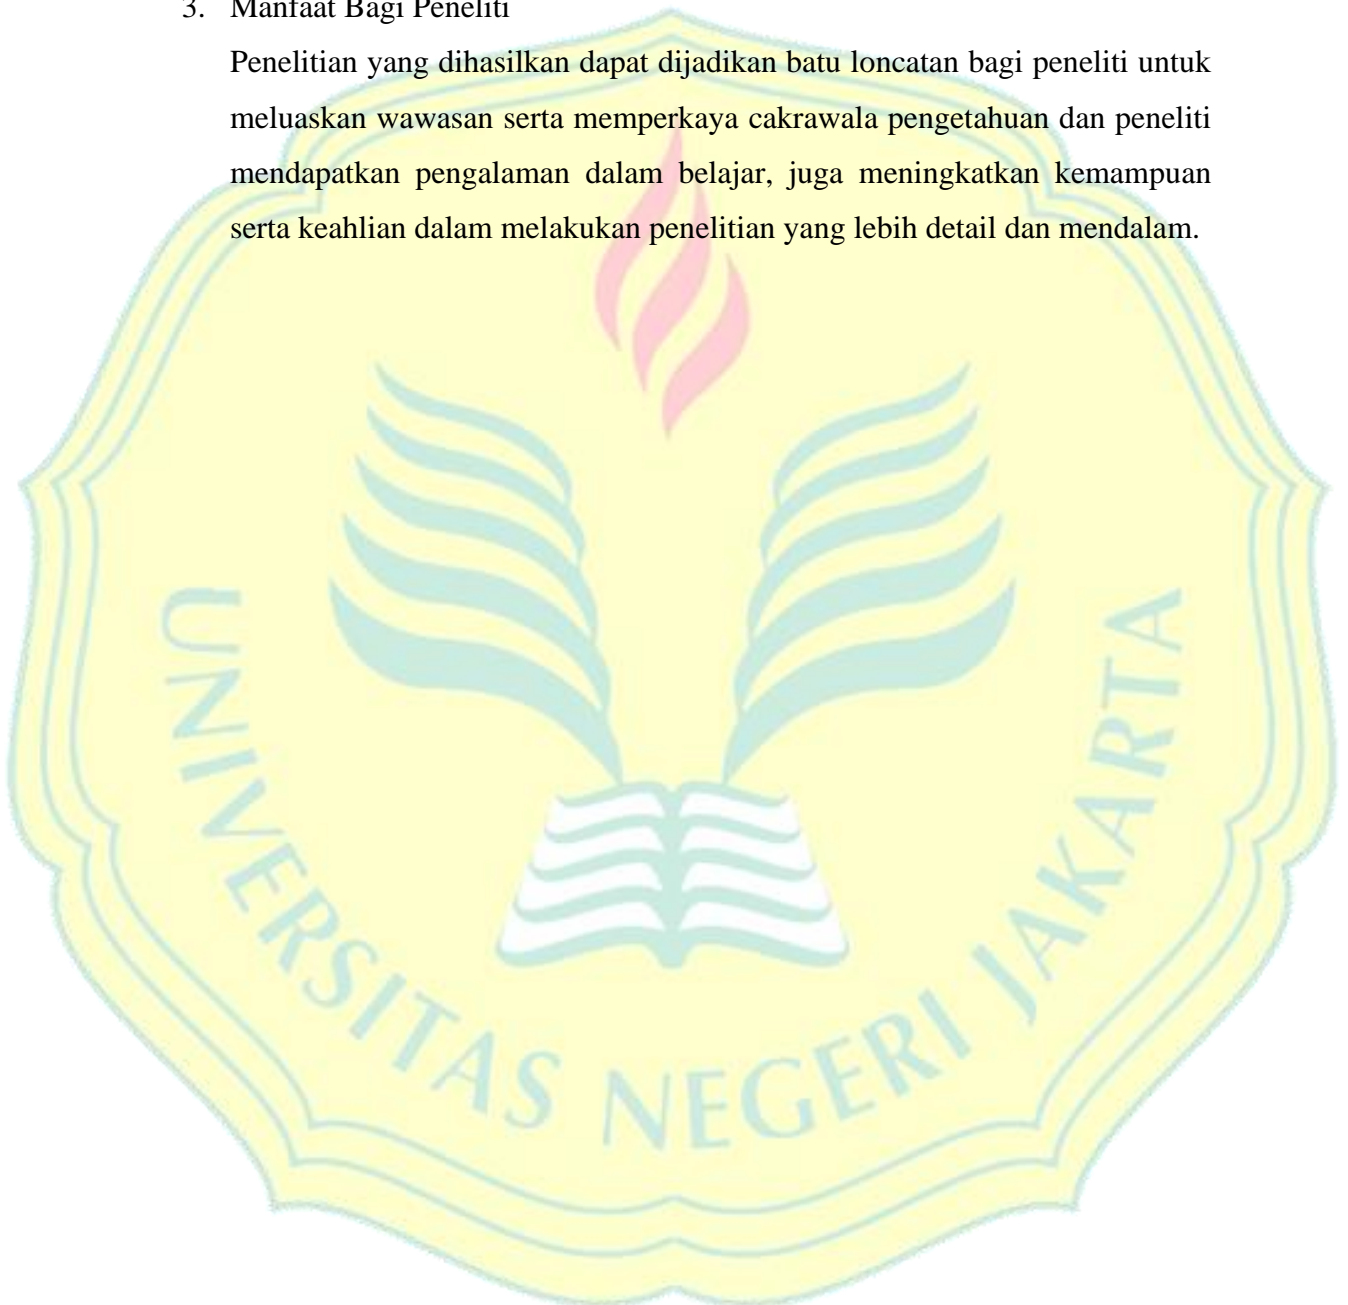 3. Manfaat Bagi Peneliti
Penelitian yang dihasilkan dapat dijadikan batu loncatan bagi peneliti untuk
meluaskan wawasan serta memperkaya cakrawala pengetahuan dan peneliti
mendapatkan pengalaman dalam belajar, juga meningkatkan kemampuan
serta keahlian dalam melakukan penelitian yang lebih detail dan mendalam.
UNIVERSITAS NEGERI JAKARTA